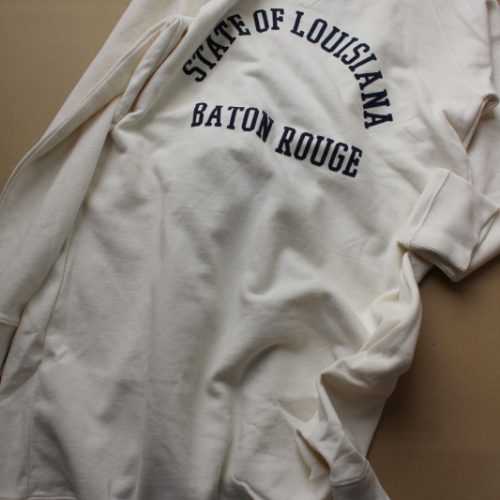 STATE OF LOUISIANA
BATON ROUGE